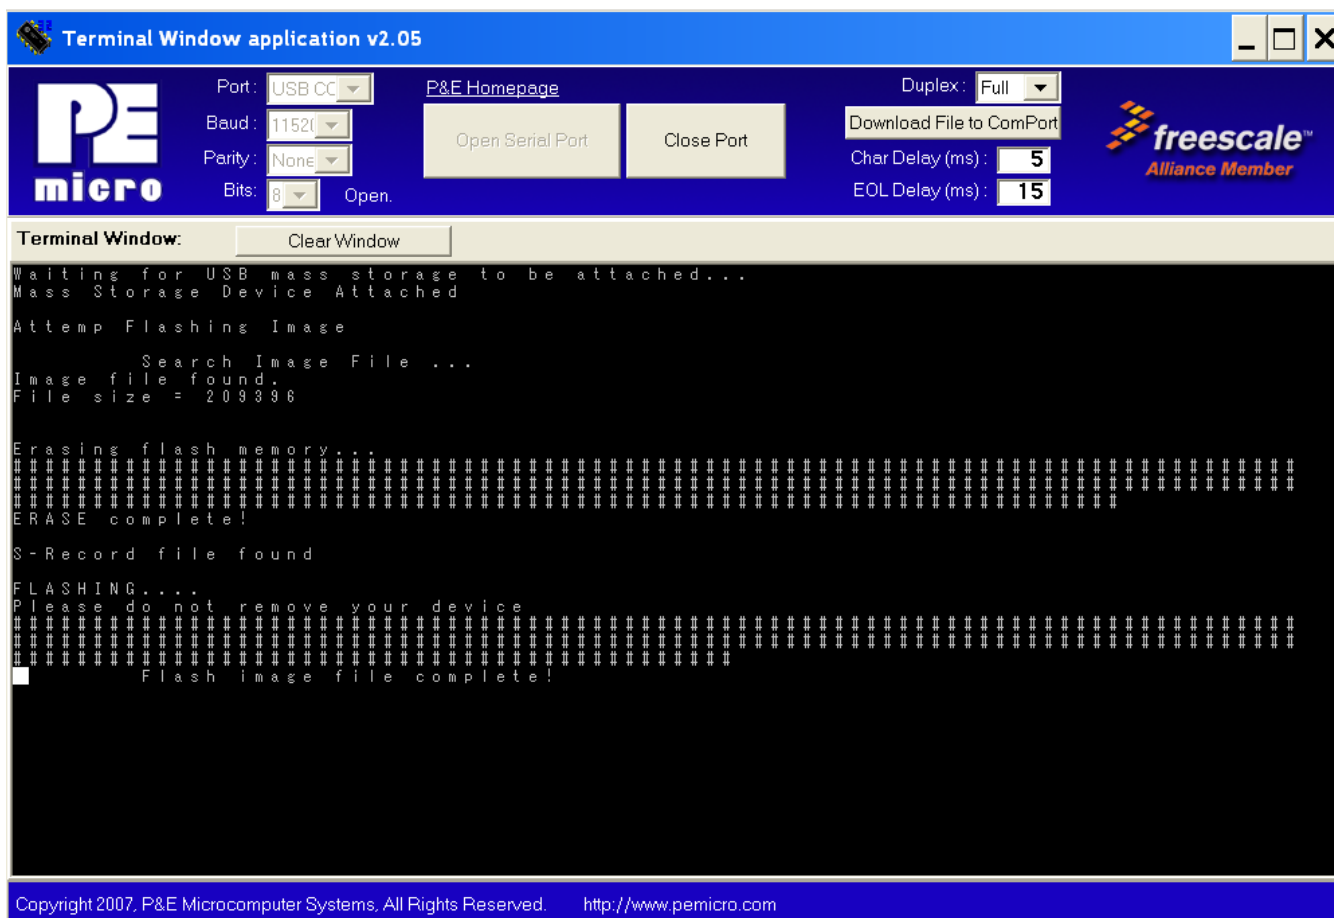 Terminal Window application v2.05
PE
micro
Port: USB
Baud: 1152
Parity: None
Bits: 8
Open.
P&E Homepage
Open Serial Port
Close Port
Duplex: Full
Download File to ComPort
Char Delay (ms): 5
EOL Delay (ms): 15
freescale™
Alliance Member
Terminal Window:
Clear Window
Waiting for USB mass storage to be attached...
Mass Storage Device Attached
Attemp Flashing Image
Search Image File ...
Image file found.
File size = 209396
Erasing flash memory...
################################################################################
################################################################################
#####################################################################
ERASE complete!
S-Record file found
FLASHING....
Please do not remove your device
################################################################################
################################################################################
#############################################
Flash image file complete!
Copyright 2007, P&E Microcomputer Systems, All Rights Reserved. http://www.pemicro.com